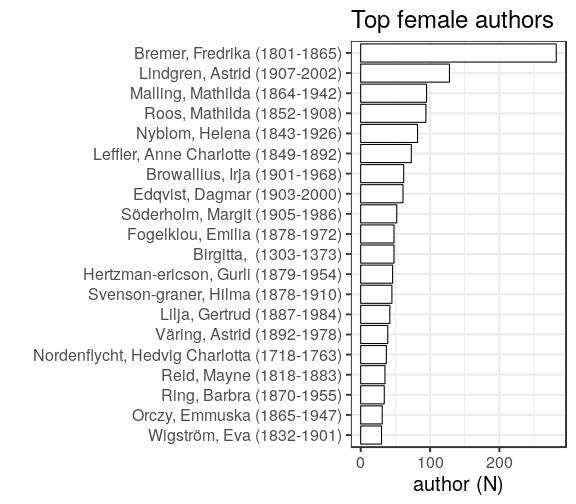 Top female authors
Bremer, Fredrika (1801-1865)
Lindgren, Astrid (1907-2002)
Malling, Mathilda (1864-1942)
Roos, Mathilda (1852-1908)
Nyblom, Helena (1843-1926)
Leffler, Anne Charlotte (1849-1892)
Browallius, Irja (1901-1968)
Edqvist, Dagmar (1903-2000)
Söderholm, Margit (1905-1986)
Fogelklou, Emilia (1878-1972)
Birgitta,  (1303-1373)
Hertzman-ericson, Gurli (1879-1954)
Svenson-graner, Hilma (1878-1910)
Lilja, Gertrud (1887-1984)
Väring, Astrid (1892-1978)
Nordenflycht, Hedvig Charlotta (1718-1763)
Reid, Mayne (1818-1883)
Ring, Barbra (1870-1955)
Orczy, Emmuska (1865-1947)
Wigström, Eva (1832-1901)
0 100 200
author (N)